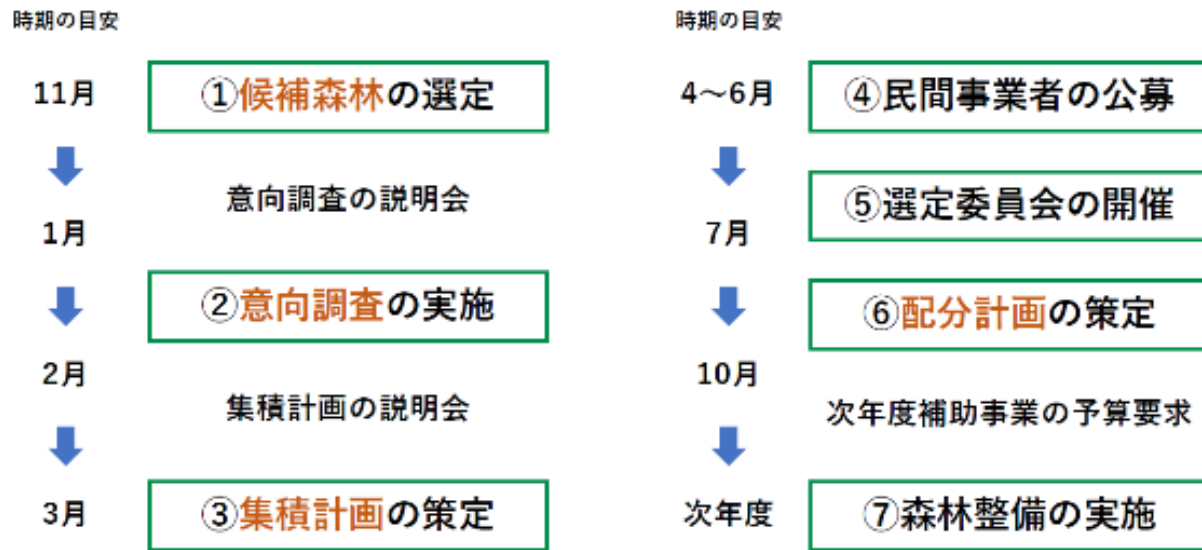 時期の目安
11月
①候補森林の選定
意向調査の説明会
1月
②意向調査の実施
2月
集積計画の説明会
3月
③集積計画の策定
時期の目安
4〜6月
④民間事業者の公募
⑤選定委員会の開催
7月
⑥配分計画の策定
10月
次年度補助事業の予算要求
次年度
⑦森林整備の実施